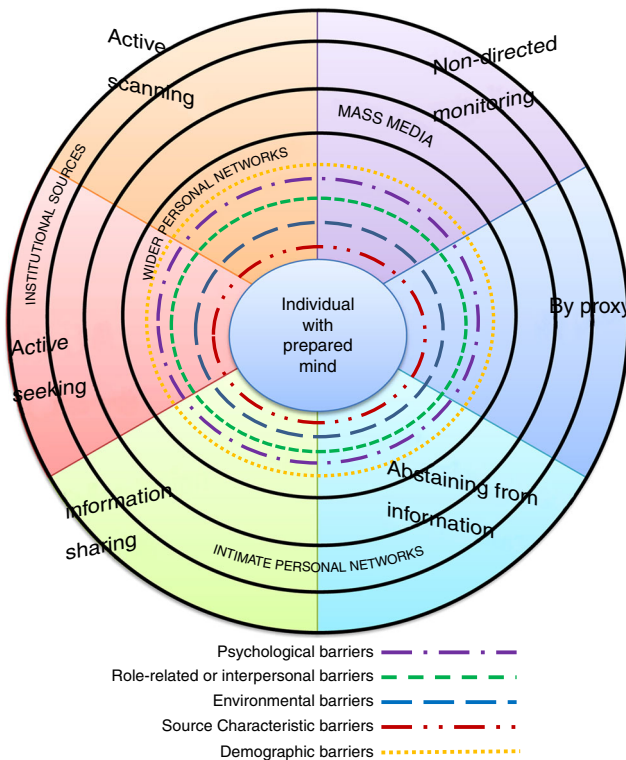 Active
scanning
Non-directed
monitoring
MASS MEDIA
WIDER PERSONAL NETWORKS
INSTITUTIONAL SOURCES
Individual
with
prepared
mind
By proxy
Active
seeking
information
sharing
Abstaining from
information
INTIMATE PERSONAL NETWORKS
Psychological barriers
Role-related or interpersonal barriers
Environmental barriers
Source Characteristic barriers
Demographic barriers